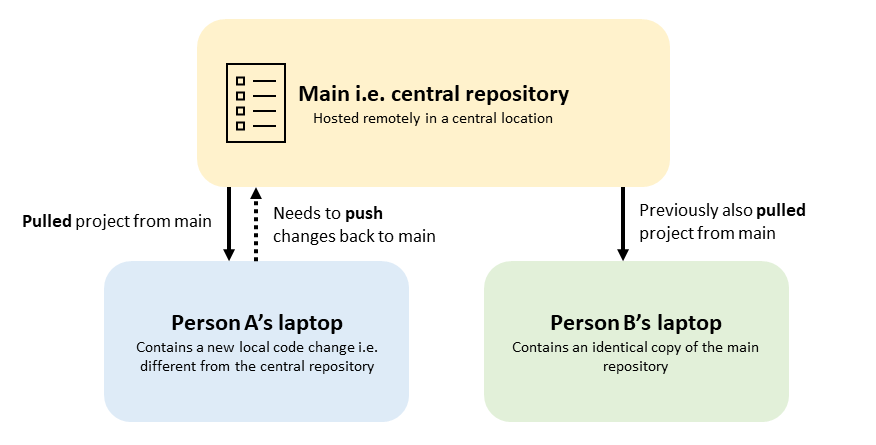 Main i.e. central repository
Hosted remotely in a central location
Pulled project from main
Needs to push
changes back to main
Previously also pulled
project from main
Person A’s laptop
Contains a new local code change i.e.
different from the central repository
Person B’s laptop
Contains an identical copy of the main
repository